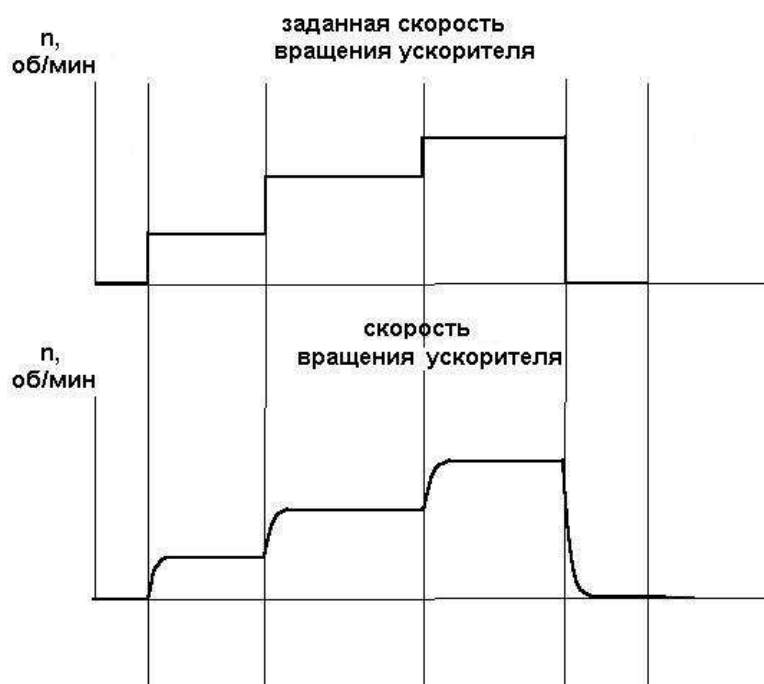 заданная скорость
вращения ускорителя
n,
об/мин
скорость
вращения ускорителя
n,
об/мин